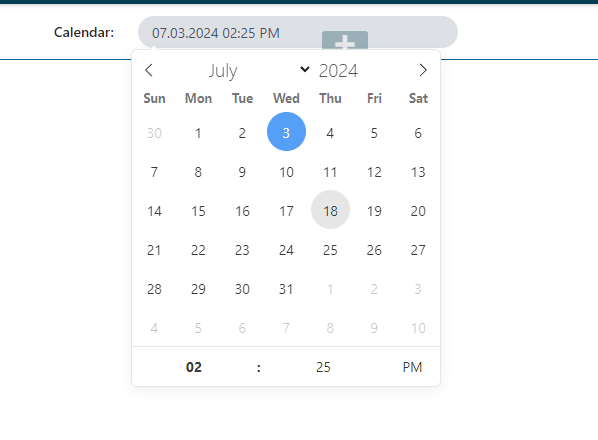 Calendar: 07.03.2024 02:25 PM
July 2024
Sun Mon Tue Wed Thu Fri Sat
30 1 2 3 4 5 6
7 8 9 10 11 12 13
14 15 16 17 18 19 20
21 22 23 24 25 26 27
28 29 30 31 1 2 3
4 5 6 7 8 9 10
02 : 25 PM